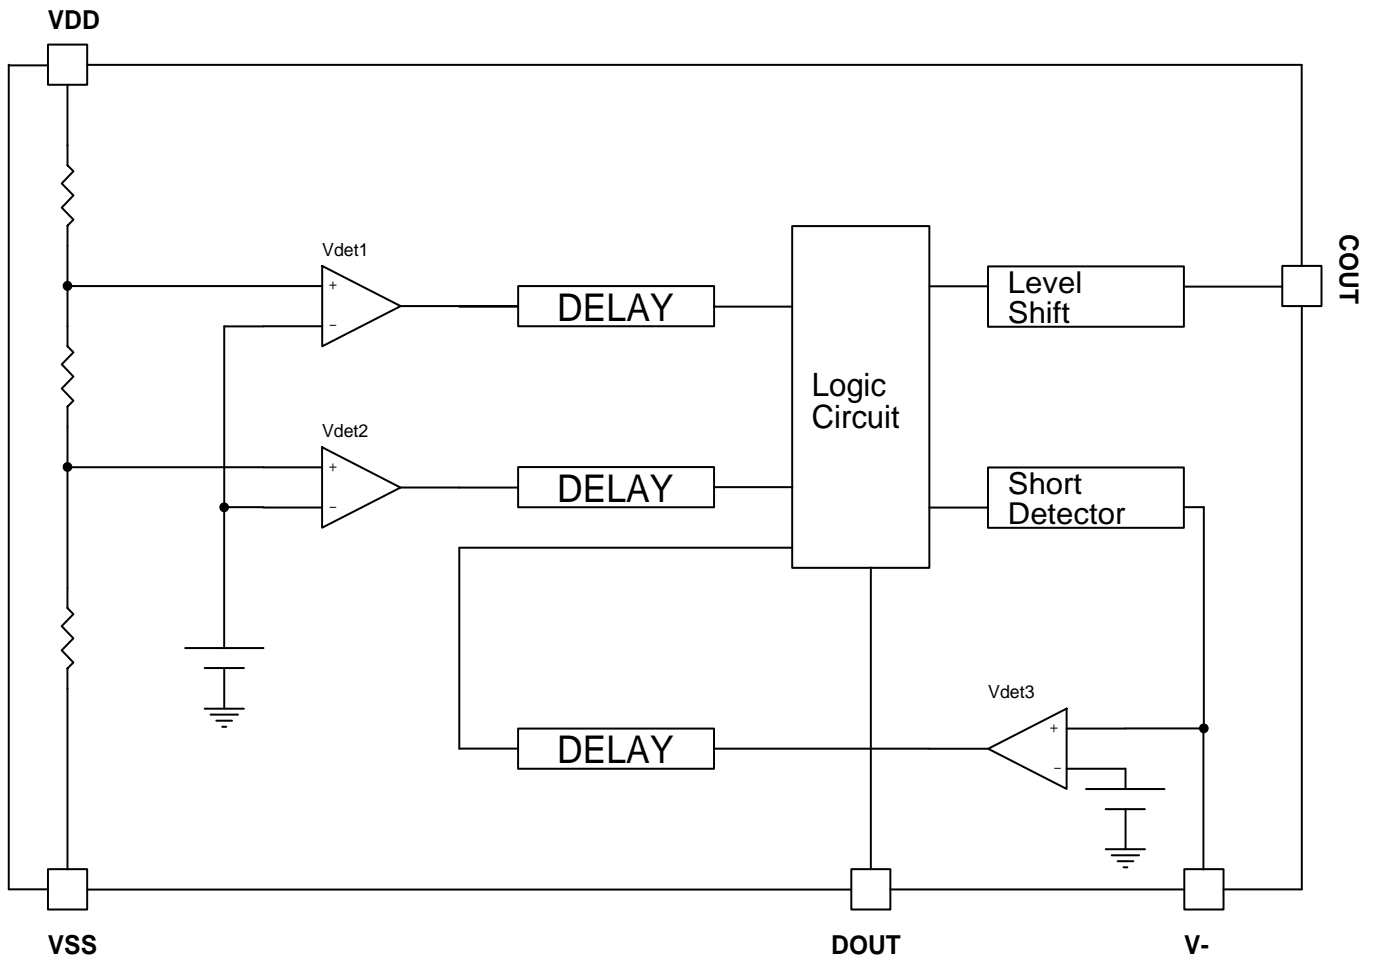 VDD
COUT
Vdet1
+
−
DELAY
Level
Shift
Logic
Circuit
Vdet2
+
−
DELAY
Short
Detector
Vdet3
+
−
DELAY
VSS
DOUT
V-